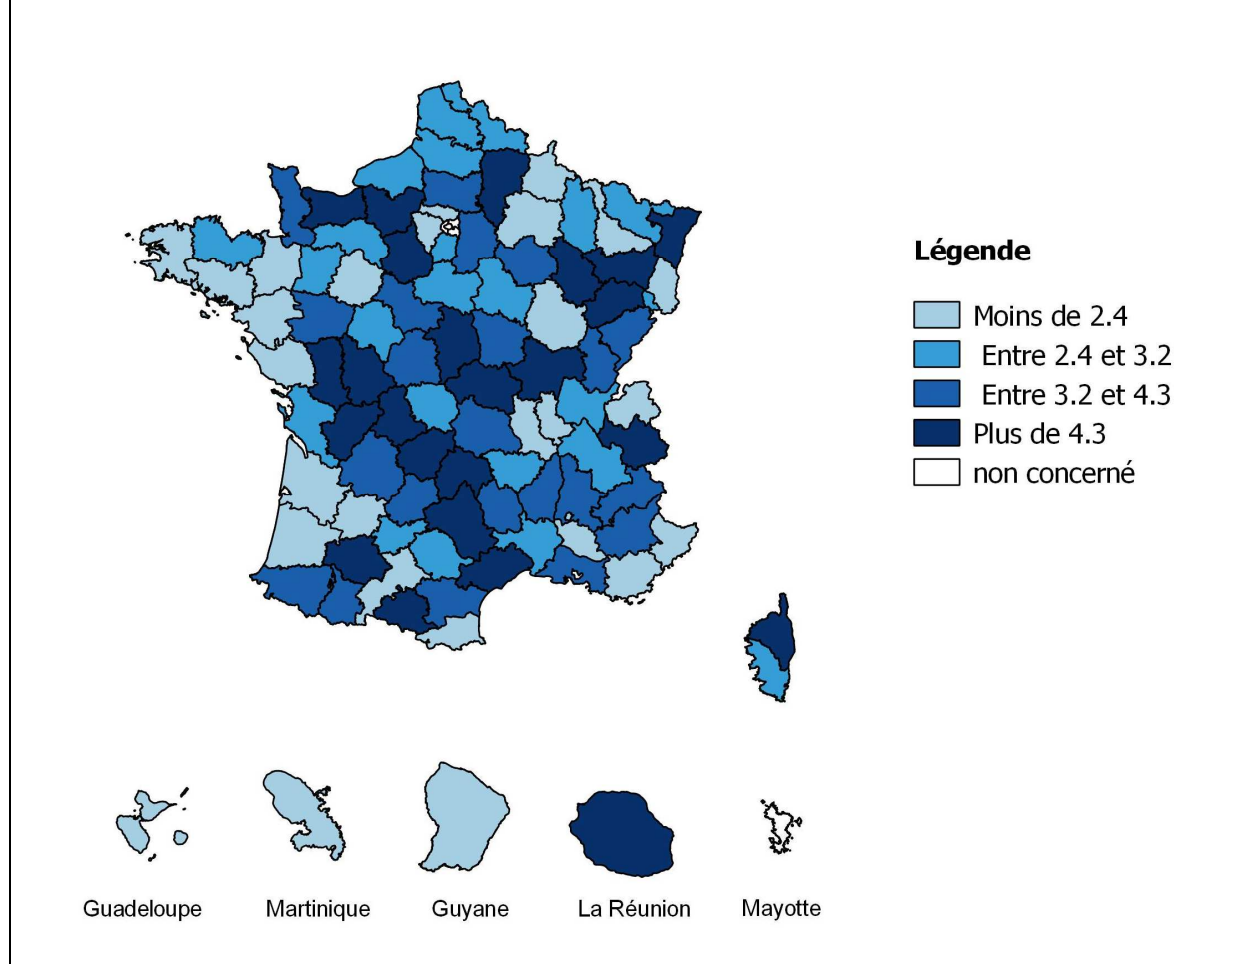 Légende
Moins de 2.4
Entre 2.4 et 3.2
Entre 3.2 et 4.3
Plus de 4.3
non concerné
Guadeloupe
Martinique
Guyane
La Réunion
Mayotte